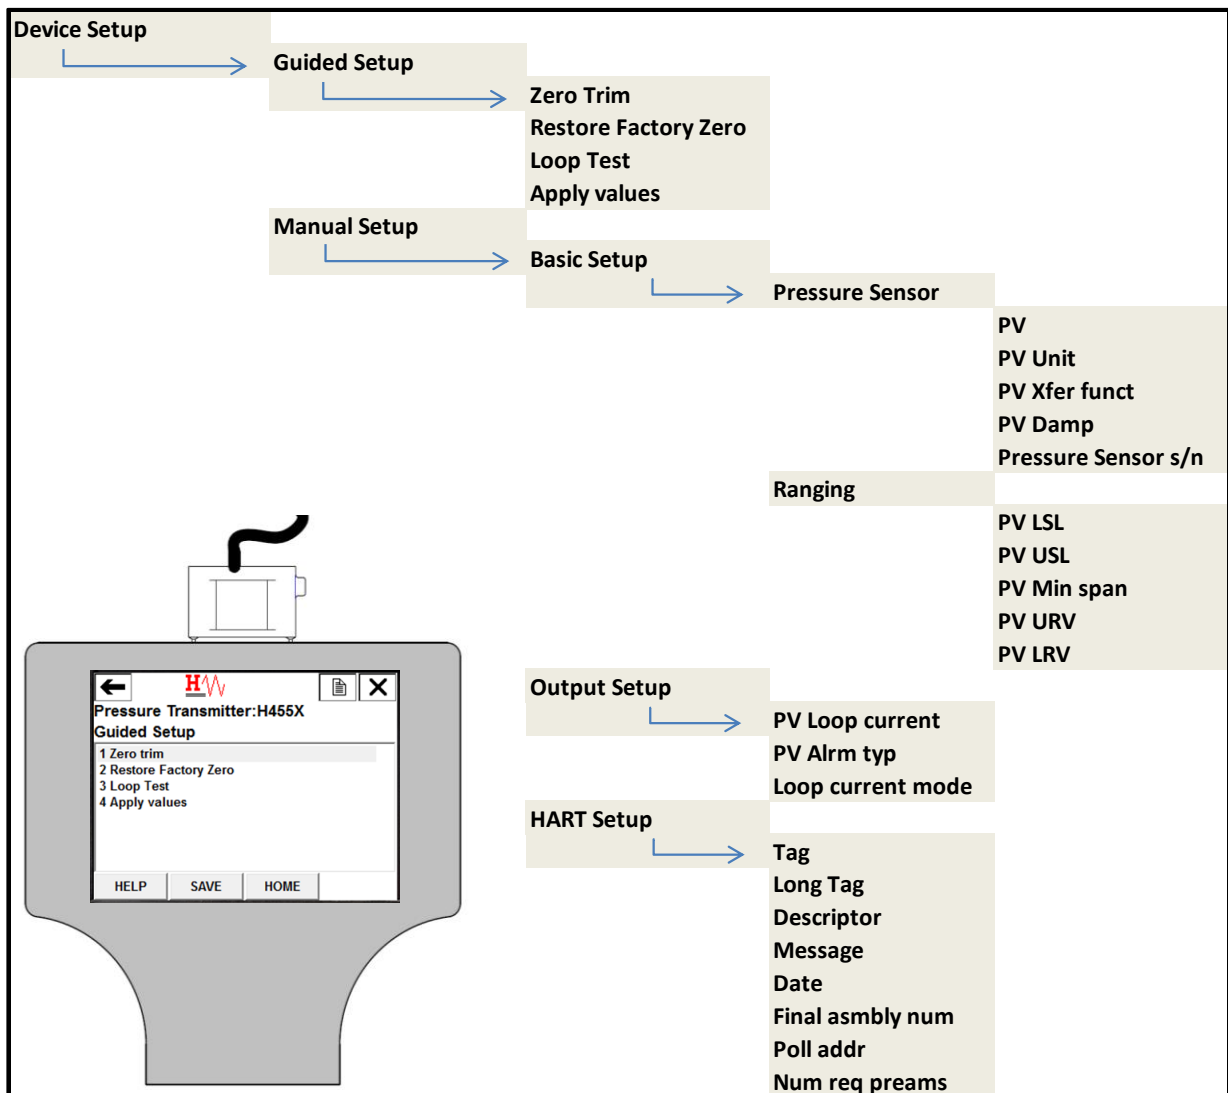 Device Setup
Guided Setup
Zero Trim
Restore Factory Zero
Loop Test
Apply values
Manual Setup
Basic Setup
Pressure Sensor
PV
PV Unit
PV Xfer funct
PV Damp
Pressure Sensor s/n
Ranging
PV LSL
PV USL
PV Min span
PV URV
PV LRV
Output Setup
PV Loop current
PV Alrm typ
Loop current mode
HART Setup
Tag
Long Tag
Descriptor
Message
Date
Final asmbly num
Poll addr
Num req preams
H
Pressure Transmitter:H455X
Guided Setup
1 Zero trim
2 Restore Factory Zero
3 Loop Test
4 Apply values
HELP SAVE HOME